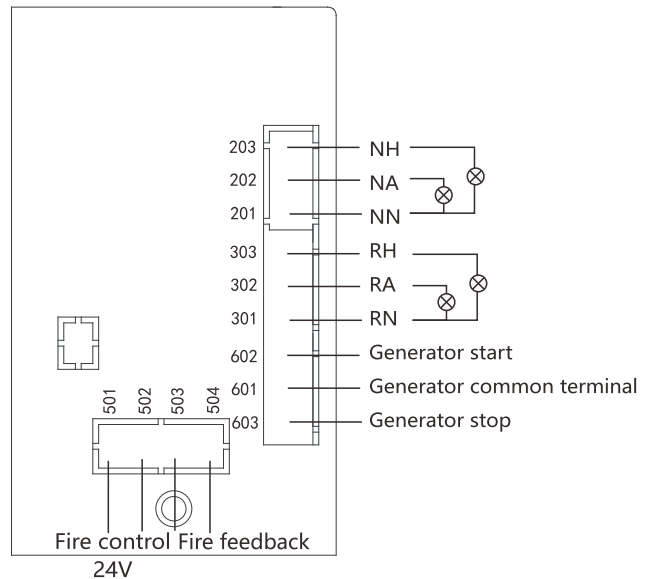 203 NH
202 NA
201 NN
303 RH
302 RA
301 RN
602 Generator start
601 Generator common terminal
603 Generator stop
501 502 503 504
Fire control Fire feedback
24V